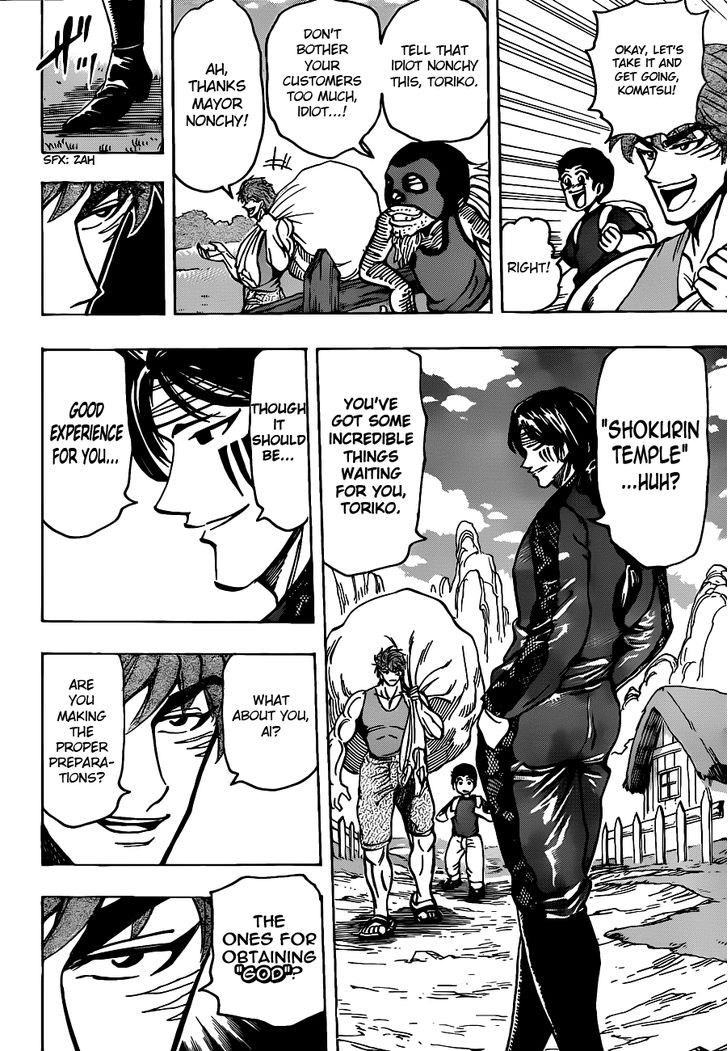 OKAY, LET'S
TAKE IT AND
GET GOING,
KOMATSU!
RIGHT!
TELL THAT
IDIOT NONCHY
THIS, TORIKO.
DON'T
BOTHER
YOUR
CUSTOMERS
TOO MUCH,
IDIOT...!
AH,
THANKS
MAYOR
NONCHY!
SFX: ZAH
"SHOKURIN
TEMPLE"
...HUH?
YOU'VE
GOT SOME
INCREDIBLE
THINGS
WAITING
FOR YOU,
TORIKO.
THOUGH
IT
SHOULD
BE...
GOOD
EXPERIENCE
FOR YOU...
WHAT
ABOUT YOU,
AI?
ARE
YOU
MAKING
THE
PROPER
PREPARA-
TIONS?
THE
ONES FOR
OBTAINING
"GOD"?